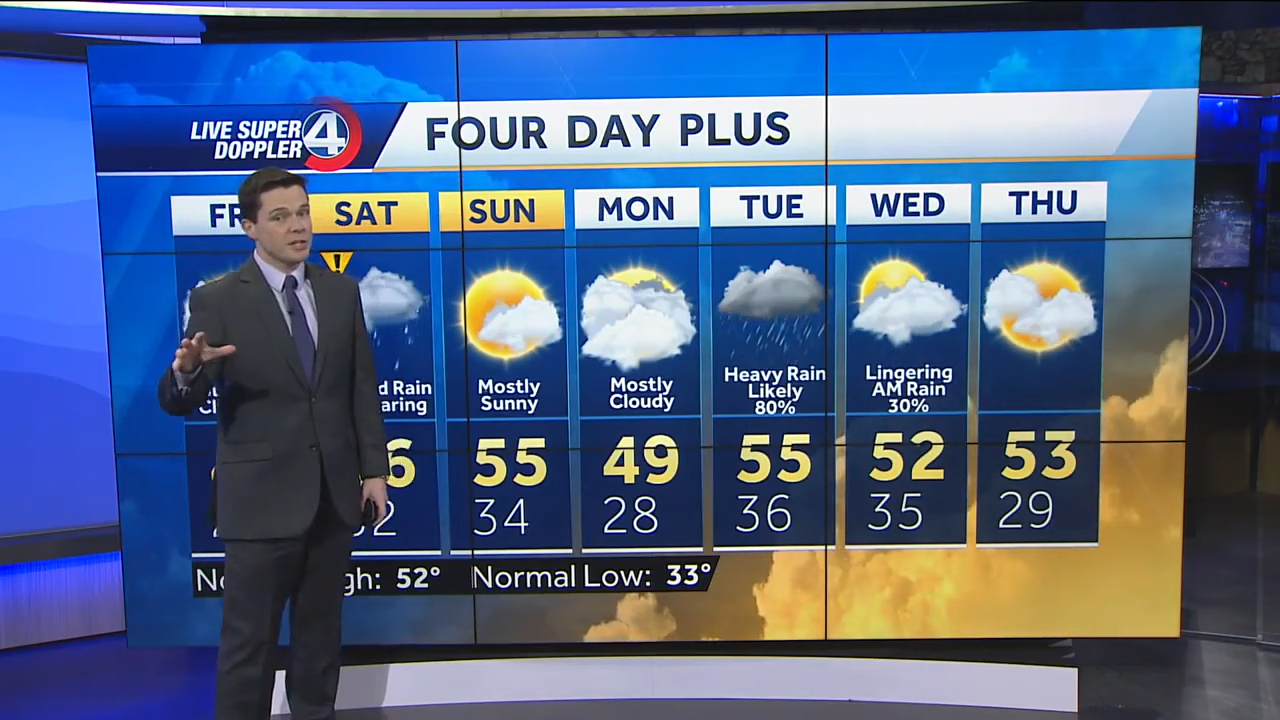 LIVE SUPER
DOPPLER 4
FOUR DAY PLUS
SAT SUN MON TUE WED THU
Rain
Mostly
Sunny
Mostly
Cloudy
Heavy Rain
Likely
80%
Lingering
AM Rain
30%
55 49 55 52 53
34 28 36 35 29
52° Normal Low: 33°